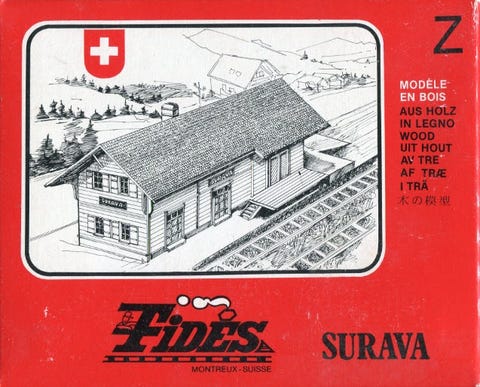 Z
MODÈLE
EN BOIS
AUS HOLZ
IN LEGNO
WOOD
UIT HOUT
AV TRE
AF TRÆ
I TRÄ
木の模型
SURAVA
FIDES
MONTREUX-SUISSE
SURAVA